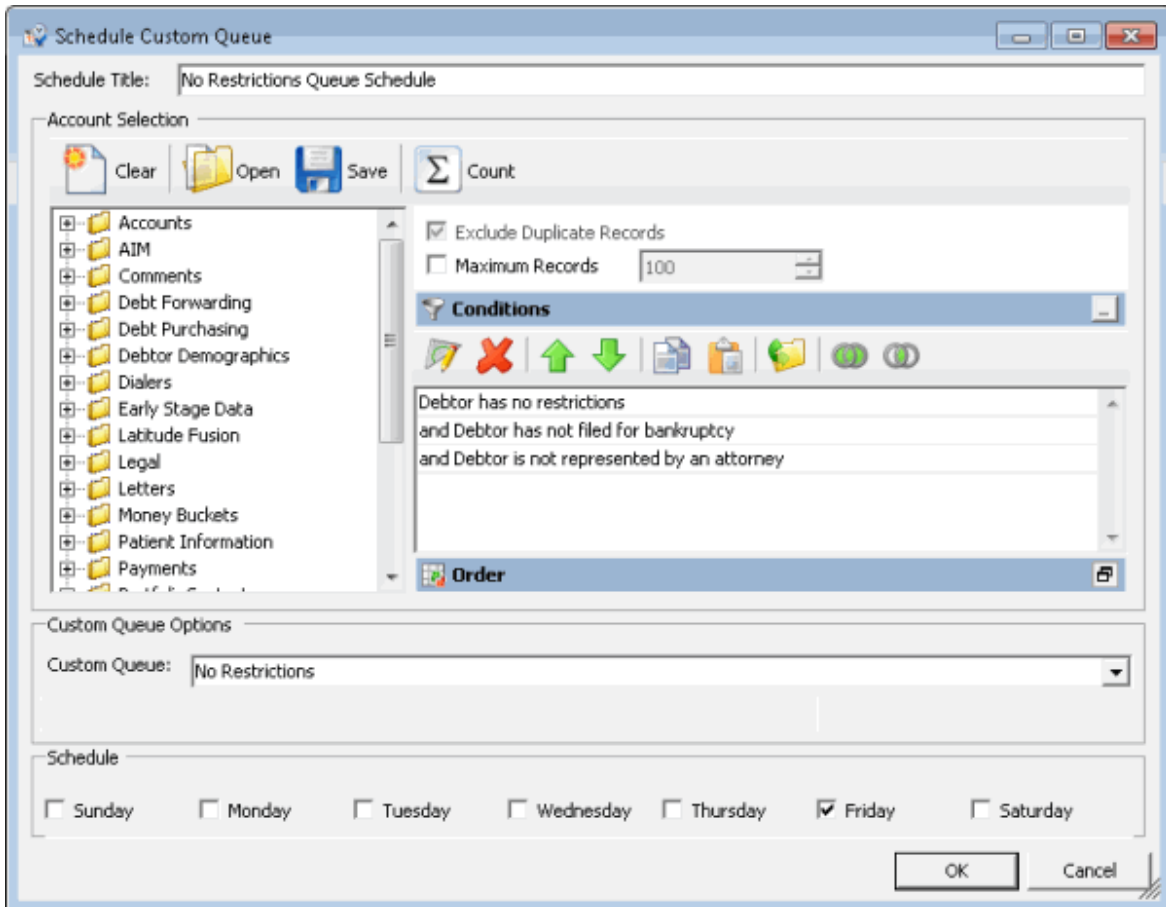 Schedule Custom Queue
Schedule Title: No Restrictions Queue Schedule
Account Selection
Clear Open Save Σ Count
Accounts
AIM
Comments
Debt Forwarding
Debt Purchasing
Debtor Demographics
Dialers
Early Stage Data
Latitude Fusion
Legal
Letters
Money Buckets
Patient Information
Payments
Exclude Duplicate Records
Maximum Records 100
Conditions
Debtor has no restrictions
and Debtor has not filed for bankruptcy
and Debtor is not represented by an attorney
Order
Custom Queue Options
Custom Queue: No Restrictions
Schedule
Sunday Monday Tuesday Wednesday Thursday Friday Saturday
OK Cancel